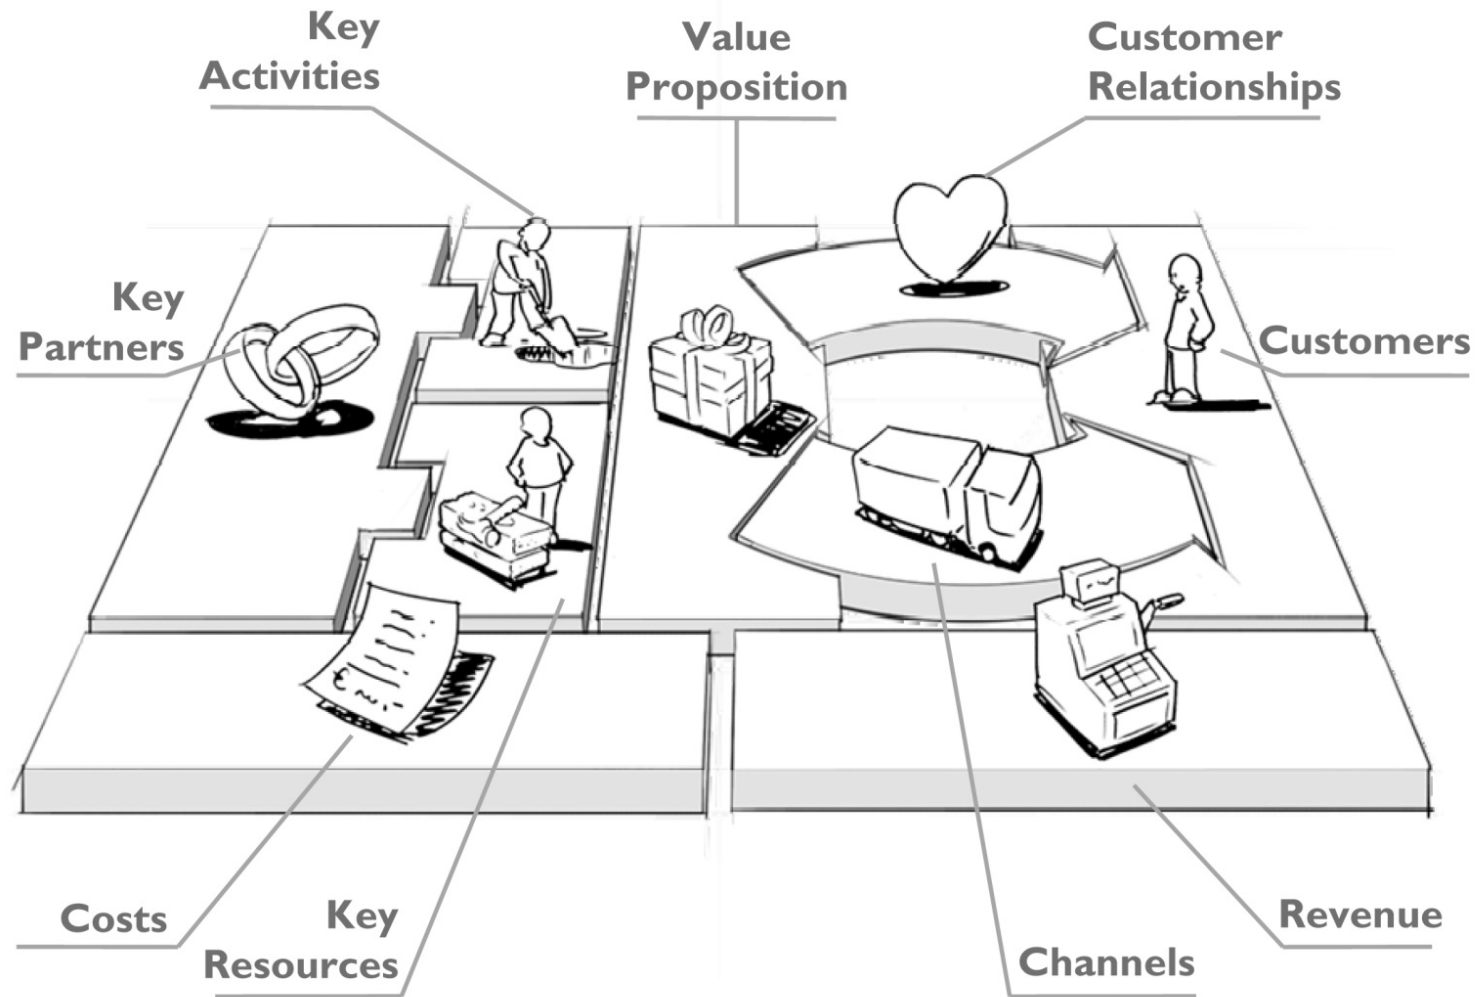 Key
Activities
Value
Proposition
Customer
Relationships
Key
Partners
Customers
Costs
Key
Resources
Channels
Revenue
€